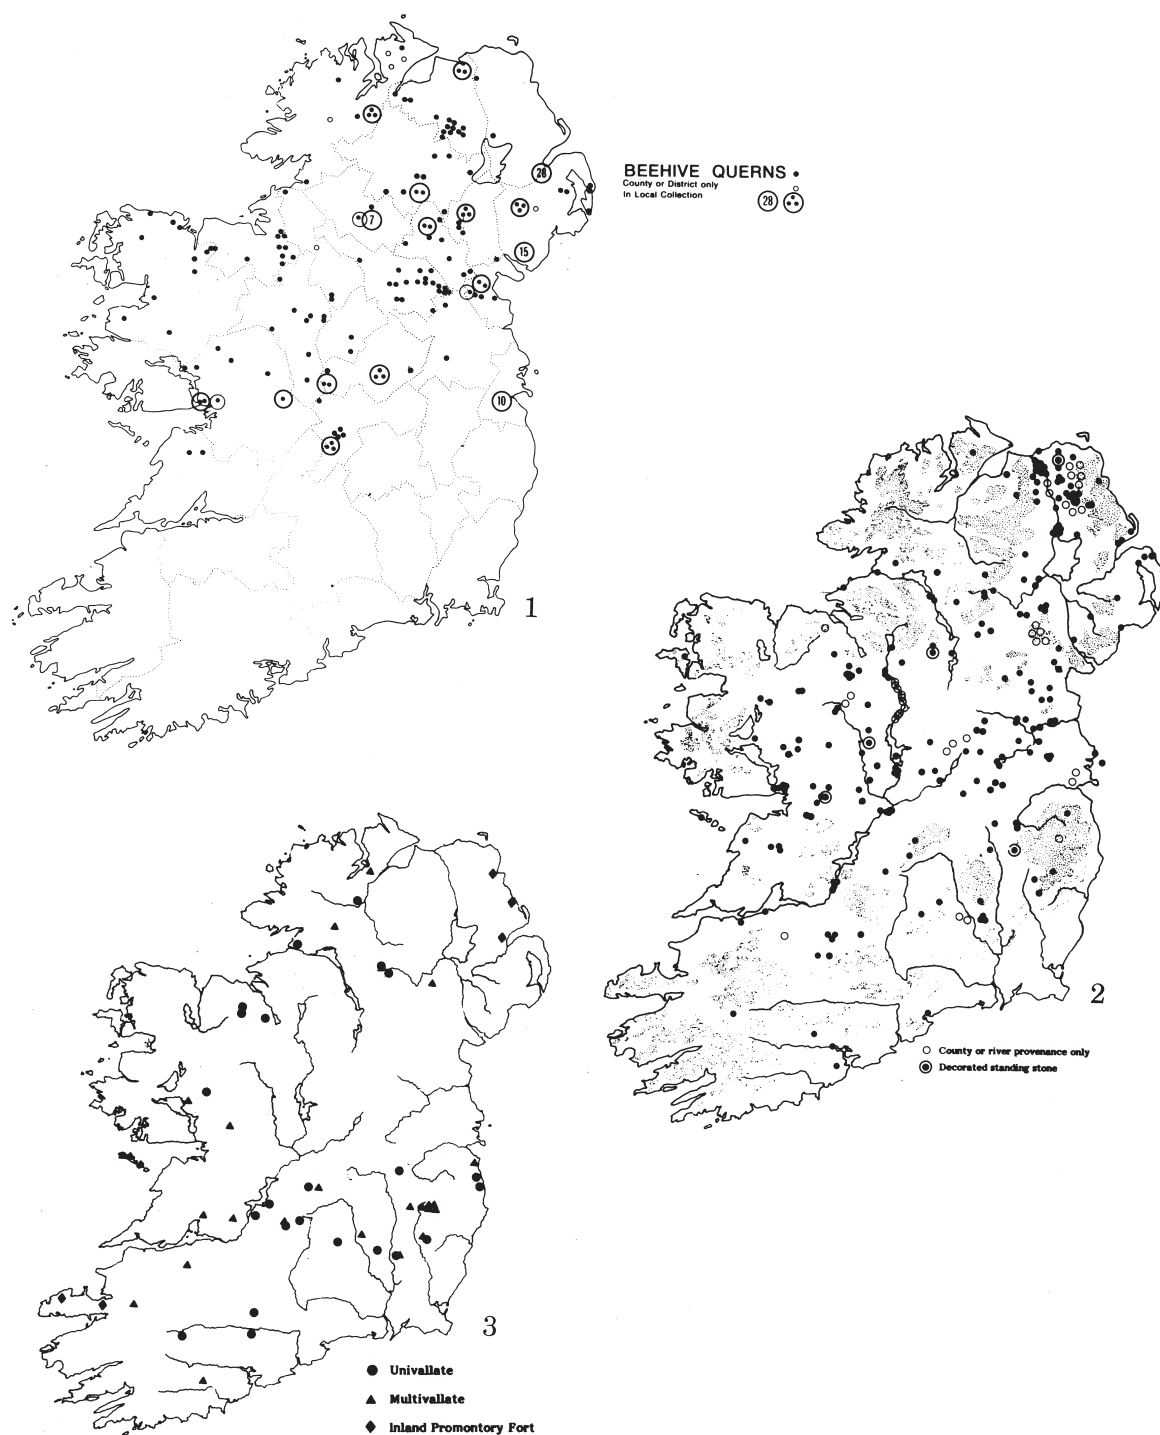 28
BEEHIVE QUERNS
County or District only
In Local Collection
28
7
15
10
1
2
County or river provenance only
Decorated standing stone
3
Univallate
Multivallate
Inland Promontory Fort